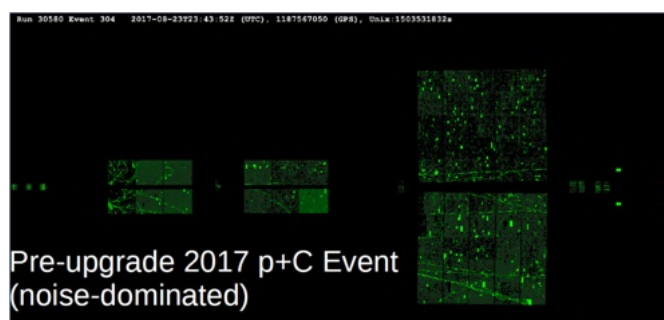 Run 30580 Event 304 2017-08-23T23:43:52Z (UTC), 1187567050 (GPS), Unix:1503531832s
Pre-upgrade 2017 p+C Event
(noise-dominated)